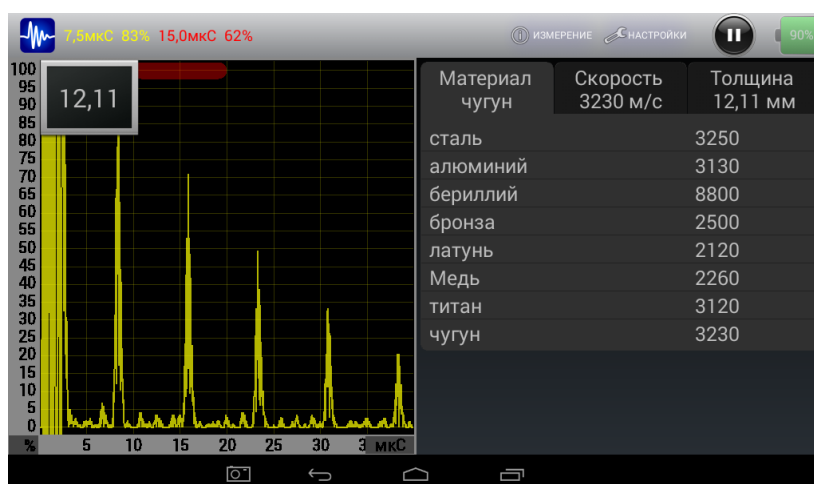 7,5мкС 83% 15,0мкС 62%
ИЗМЕРЕНИЕ НАСТРОЙКИ
90%
12,11
100
95
90
85
80
75
70
65
60
55
50
45
40
35
30
25
20
15
10
5
0
% 5 10 15 20 25 30 3 мкС
Материал чугун
Скорость 3230 м/с
Толщина 12,11 мм
сталь 3250
алюминий 3130
бериллий 8800
бронза 2500
латунь 2120
Медь 2260
титан 3120
чугун 3230